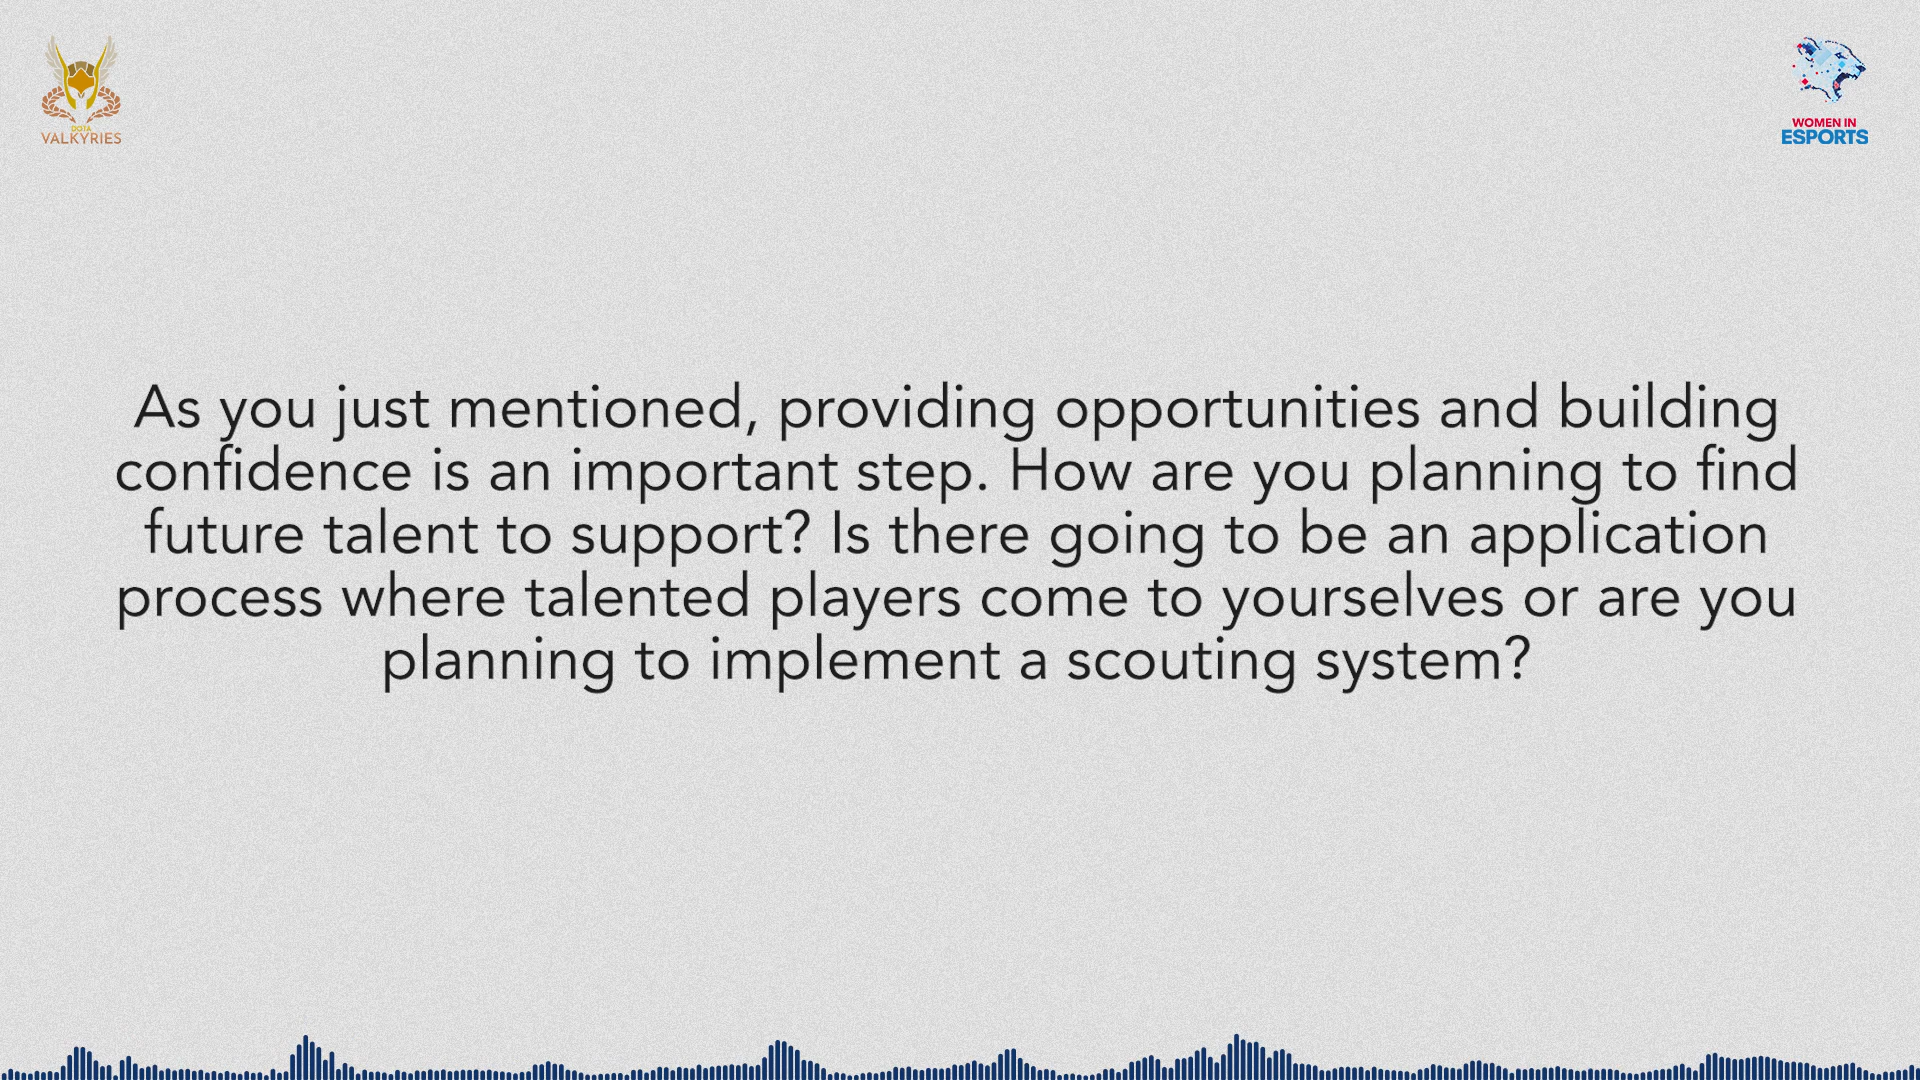 DOTA
VALKYRIES
WOMEN IN
ESPORTS
As you just mentioned, providing opportunities and building
confidence is an important step. How are you planning to find
future talent to support? Is there going to be an application
process where talented players come to yourselves or are you
planning to implement a scouting system?